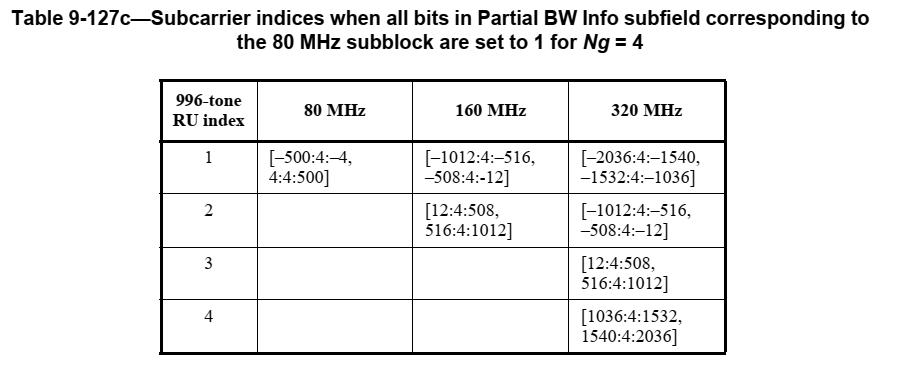 Table 9-127c—Subcarrier indices when all bits in Partial BW Info subfield corresponding to
the 80 MHz subblock are set to 1 for Ng = 4
996-tone
RU index
80 MHz
160 MHz
320 MHz
1
[–500:4:–4,
4:4:500]
[–1012:4:–516,
–508:4:-12]
[–2036:4:–1540,
–1532:4:–1036]
2
[12:4:508,
516:4:1012]
[–1012:4:–516,
–508:4:–12]
3
[12:4:508,
516:4:1012]
4
[1036:4:1532,
1540:4:2036]